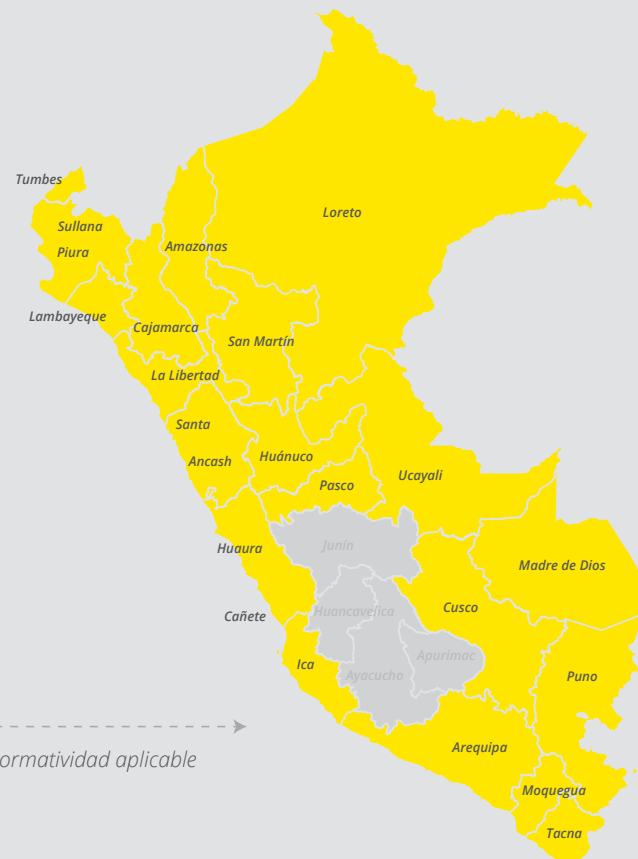 Tumbes
Loreto
Sullana
Amazonas
Piura
Lambayeque
Cajamarca
San Martín
La Libertad
Santa
Huánuco
Ancash
Ucayali
Pasco
Junín
Huaura
Madre de Dios
Cusco
Huancavelica
Cañete
Apurimac
Ica
Ayacucho
Puno
Arequipa
ormatividad aplicable
Moquegua
Tacna